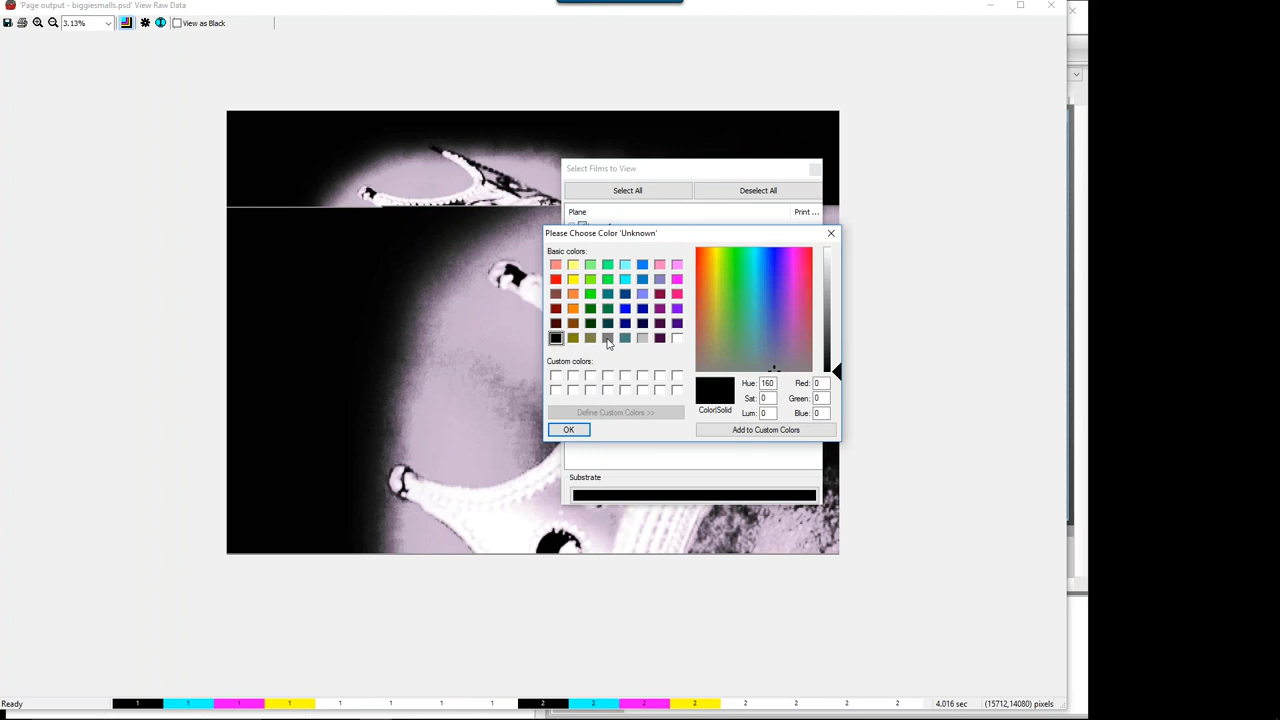 'Page output - biggiesmalls.psd' View Raw Data
3.13%
View as Black
Select Films to View
Select All
Deselect All
Plane
Print ...
Please Choose Color 'Unknown'
Basic colors:
Custom colors:
Define Custom Colors >>
OK
Color|Solid
Hue: 160
Sat: 0
Lum: 0
Red: 0
Green: 0
Blue: 0
Add to Custom Colors
Substrate
Ready
1 1 1 1 1 1 1 1 2 2 2 2 2 2 2
4.016 sec
(15712,14080) pixels